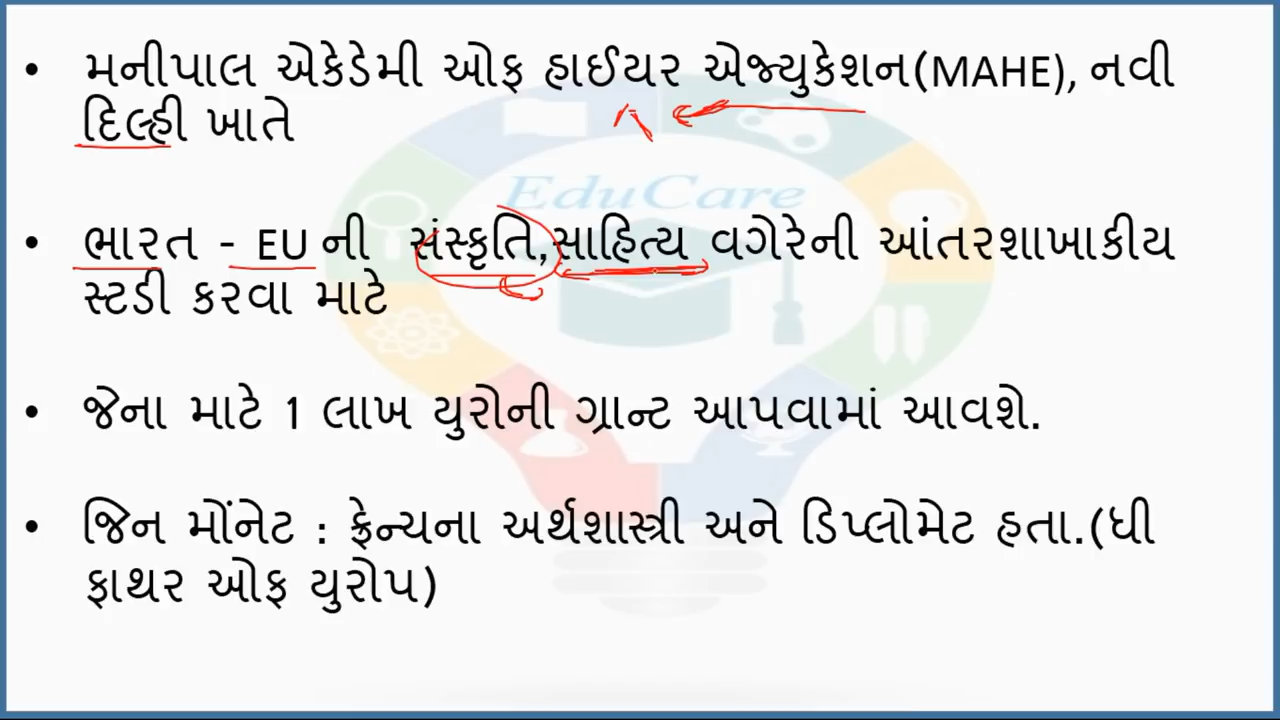 • મનીપાલ એકેડેમી ઓફ હાઈયર એજ્યુકેશન(MAHE), નવી
દિલ્હી ખાતે
EduCare
• ભારત - EU ની સંસ્કૃતિ,સાહિત્ય વગેરેની આંતરશાખાકીય
સ્ટડી કરવા માટે
• જેના માટે 1 લાખ યુરોની ગ્રાન્ટ આપવામાં આવશે.
• જિન મોંનેટ : ફ્રેન્ચના અર્થશાસ્ત્રી અને ડિપ્લોમેટ હતા.(ધી
ફાથર ઓફ યુરોપ)